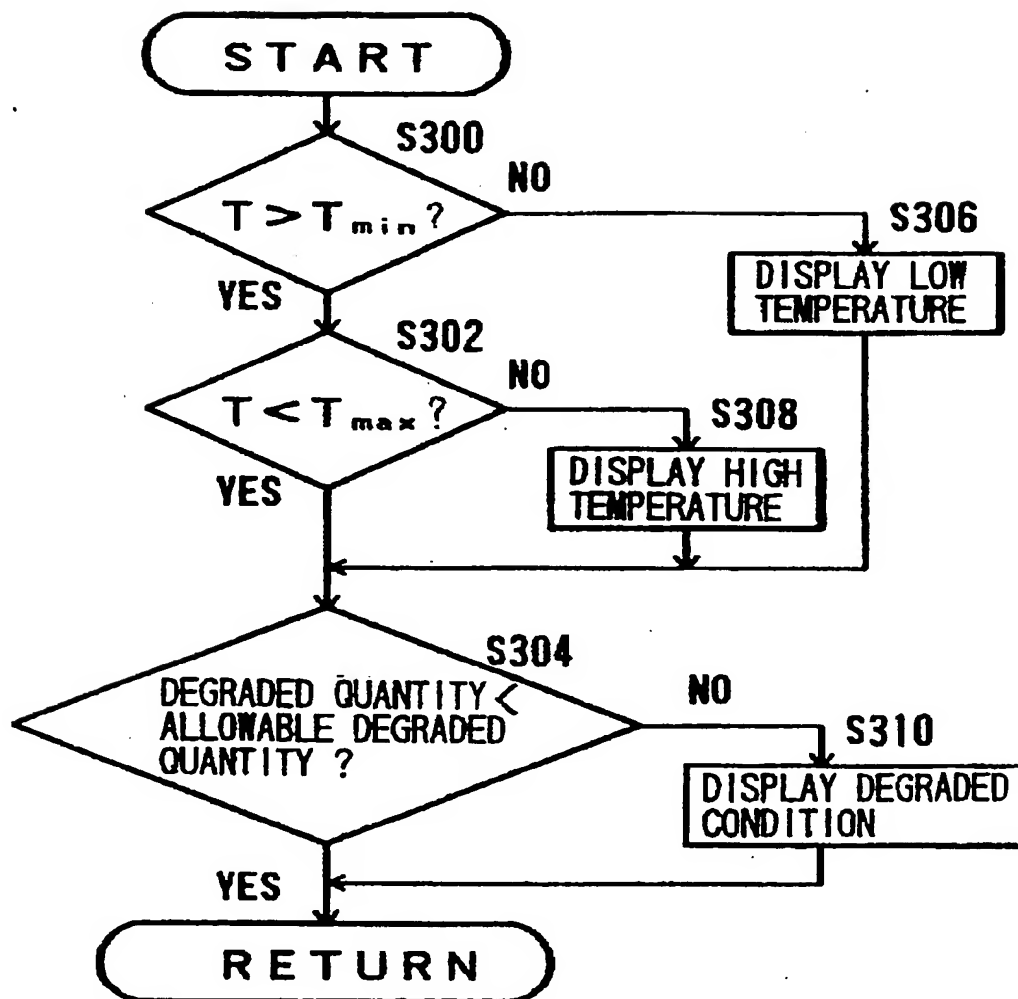 START
S300
NO
T > Tmin ?
S306
YES
DISPLAY LOW
TEMPERATURE
S302
NO
T < Tmax ?
S308
YES
DISPLAY HIGH
TEMPERATURE
S304
DEGRADED QUANTITY <
ALLOWABLE DEGRADED
QUANTITY ?
NO
S310
DISPLAY DEGRADED
CONDITION
YES
RETURN